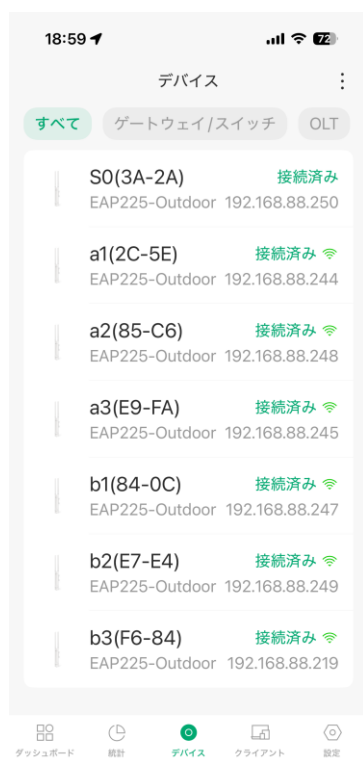 18:59 72
デバイス
すべて ゲートウェイ/スイッチ OLT
S0(3A-2A) 接続済み
EAP225-Outdoor 192.168.88.250
a1(2C-5E) 接続済み
EAP225-Outdoor 192.168.88.244
a2(85-C6) 接続済み
EAP225-Outdoor 192.168.88.248
a3(E9-FA) 接続済み
EAP225-Outdoor 192.168.88.245
b1(84-0C) 接続済み
EAP225-Outdoor 192.168.88.247
b2(E7-E4) 接続済み
EAP225-Outdoor 192.168.88.249
b3(F6-84) 接続済み
EAP225-Outdoor 192.168.88.219
ダッシュボード 統計 デバイス クライアント 設定